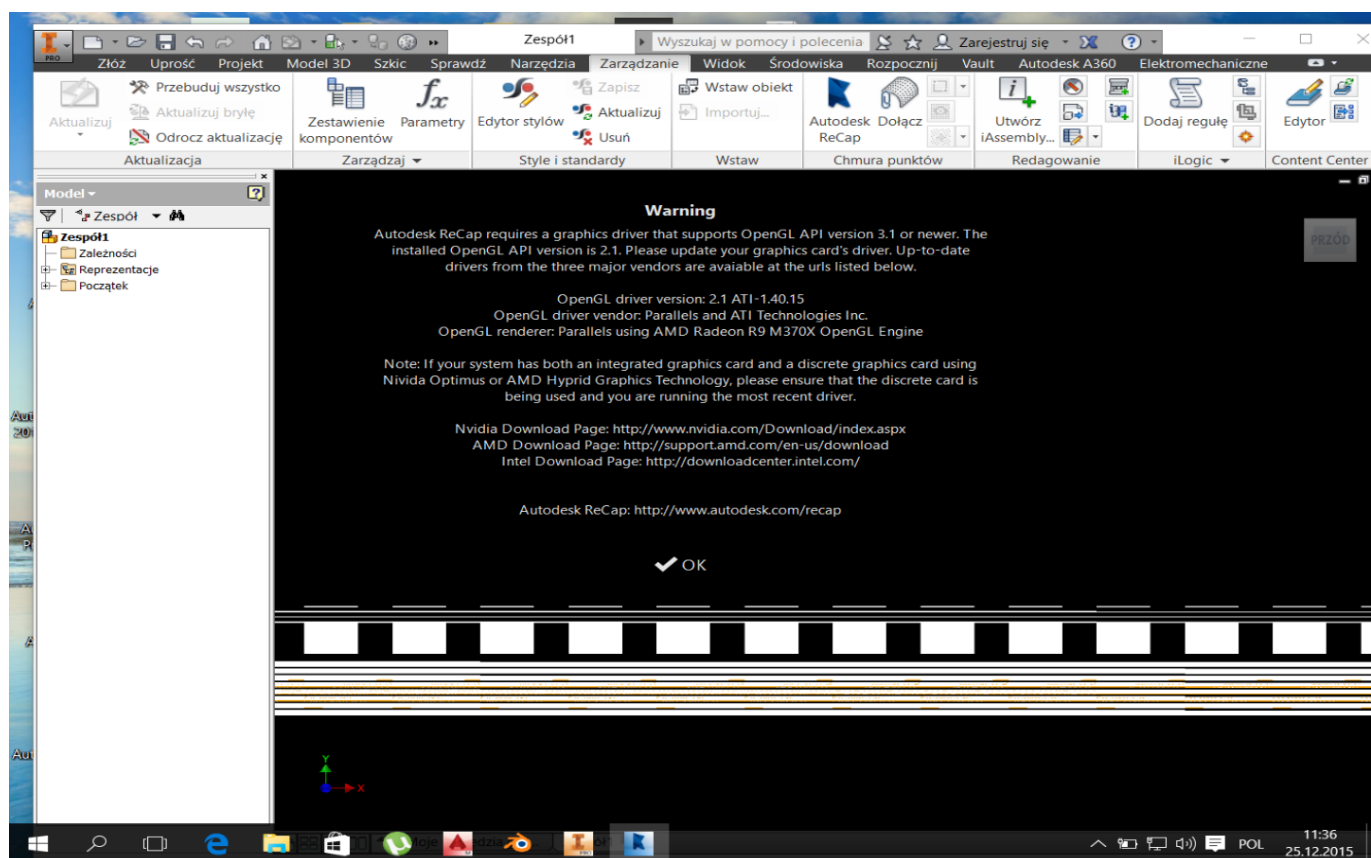 PRO
Zespół1
Wyszukaj w pomocy i polecenia
Zarejestruj się
Złóż Uprość Projekt Model 3D Szkic Sprawdź Narzędzia Zarządzanie Widok Środowiska Rozpocznij Vault Autodesk A360 Elektromechaniczne
Aktualizuj
Przebuduj wszystko
Aktualizuj bryłę
Odrocz aktualizację
Zestawienie komponentów
Parametry
Edytor stylów
Zapisz
Aktualizuj
Usuń
Wstaw obiekt
Importuj...
Autodesk ReCap
Dołącz
Utwórz iAssembly...
Dodaj regułę
Edytor
Aktualizacja Zarządzaj Style i standardy Wstaw Chmura punktów Redagowanie iLogic Content Center
Model
Zespół
Zespół1
Zależności
Reprezentacje
Początek
PRZÓD
Warning
Autodesk ReCap requires a graphics driver that supports OpenGL API version 3.1 or newer. The
installed OpenGL API version is 2.1. Please update your graphics card's driver. Up-to-date
drivers from the three major vendors are avaiable at the urls listed below.
OpenGL driver version: 2.1 ATI-1.40.15
OpenGL driver vendor: Parallels and ATI Technologies Inc.
OpenGL renderer: Parallels using AMD Radeon R9 M370X OpenGL Engine
Note: If your system has both an integrated graphics card and a discrete graphics card using
Nivida Optimus or AMD Hyprid Graphics Technology, please ensure that the discrete card is
being used and you are running the most recent driver.
Nvidia Download Page: http://www.nvidia.com/Download/index.aspx
AMD Download Page: http://support.amd.com/en-us/download
Intel Download Page: http://downloadcenter.intel.com/
Autodesk ReCap: http://www.autodesk.com/recap
OK
Y
X
POL
11:36
25.12.2015